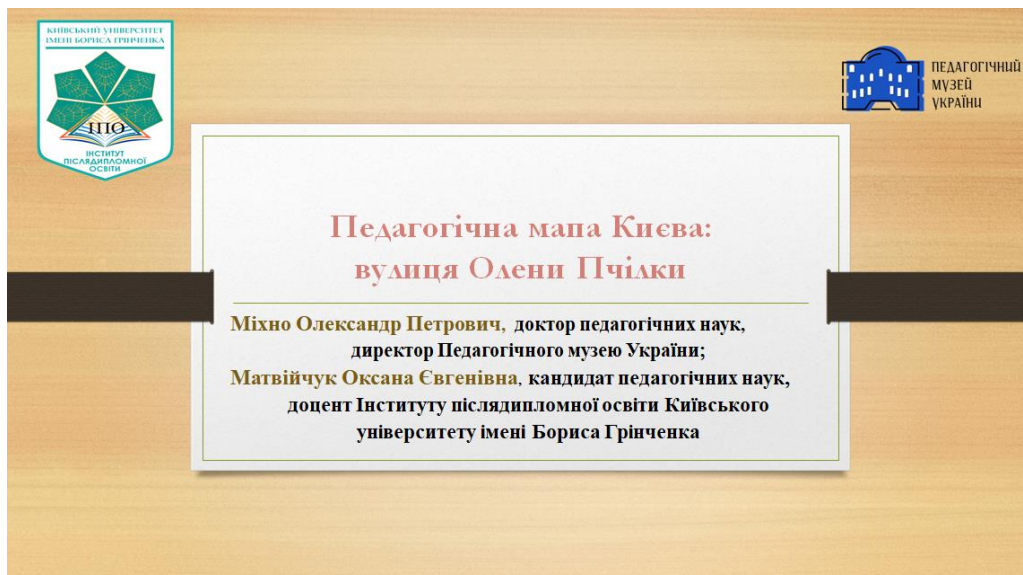 КИЇВСЬКИЙ УНІВЕРСИТЕТ
ІМЕНІ БОРИСА ГРІНЧЕНКА
ІПО
ІНСТИТУТ
ПІСЛЯДИПЛОМНОЇ
ОСВІТИ
ПЕДАГОГІЧНИЙ
МУЗЕЙ
УКРАЇНИ
Педагогічна мапа Києва:
вулиця Олени Пчілки
Міхно Олександр Петрович, доктор педагогічних наук,
директор Педагогічного музею України;
Матвійчук Оксана Євгенівна, кандидат педагогічних наук,
доцент Інституту післядипломної освіти Київського
університету імені Бориса Грінченка